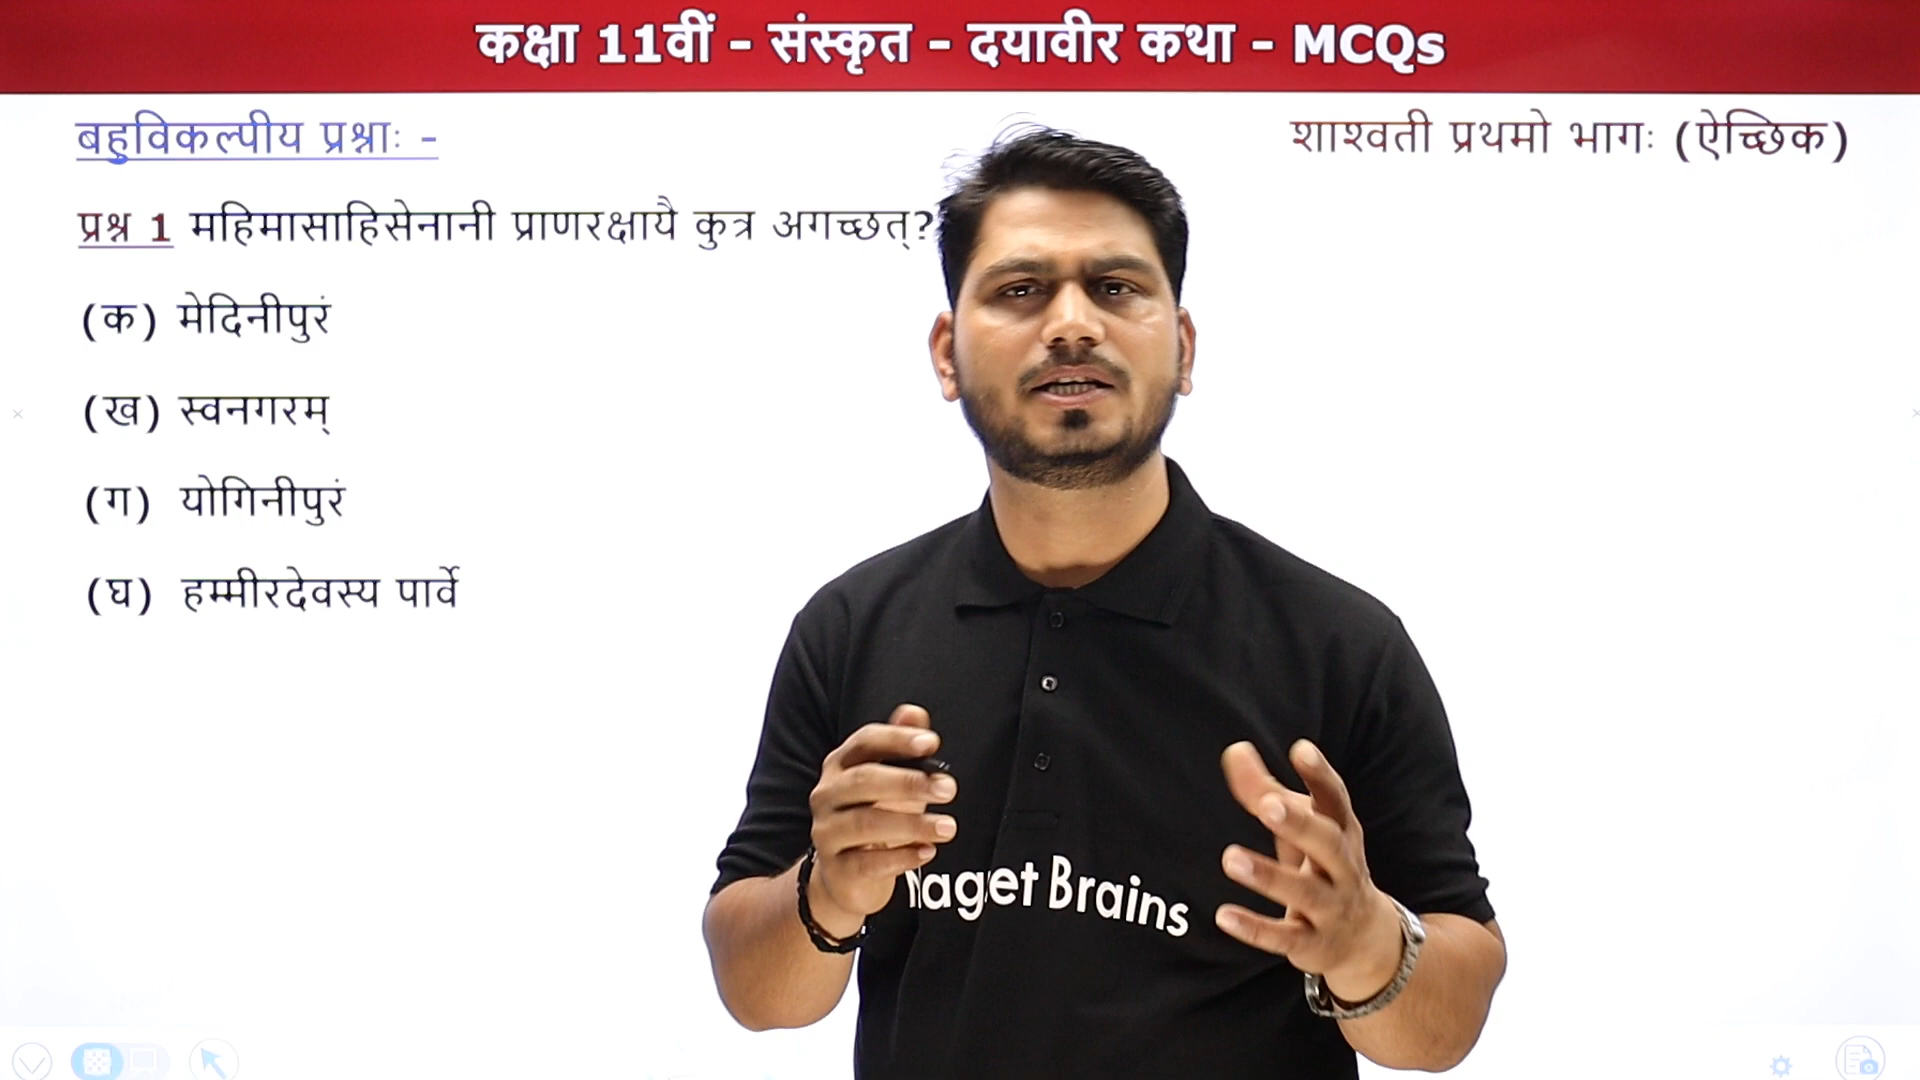 कक्षा 11वीं - संस्कृत - दयावीर कथा - MCQs
बहुविकल्पीय प्रश्नाः -
शाश्वती प्रथमो भागः (ऐच्छिक)
प्रश्न 1 महिमासाहिसेनानी प्राणरक्षायै कुत्र अगच्छत्?
(क) मेदिनीपुरं
(ख) स्वनगरम्
(ग) योगिनीपुरं
(घ) हम्मीरदेवस्य पार्वे
Maget Brains